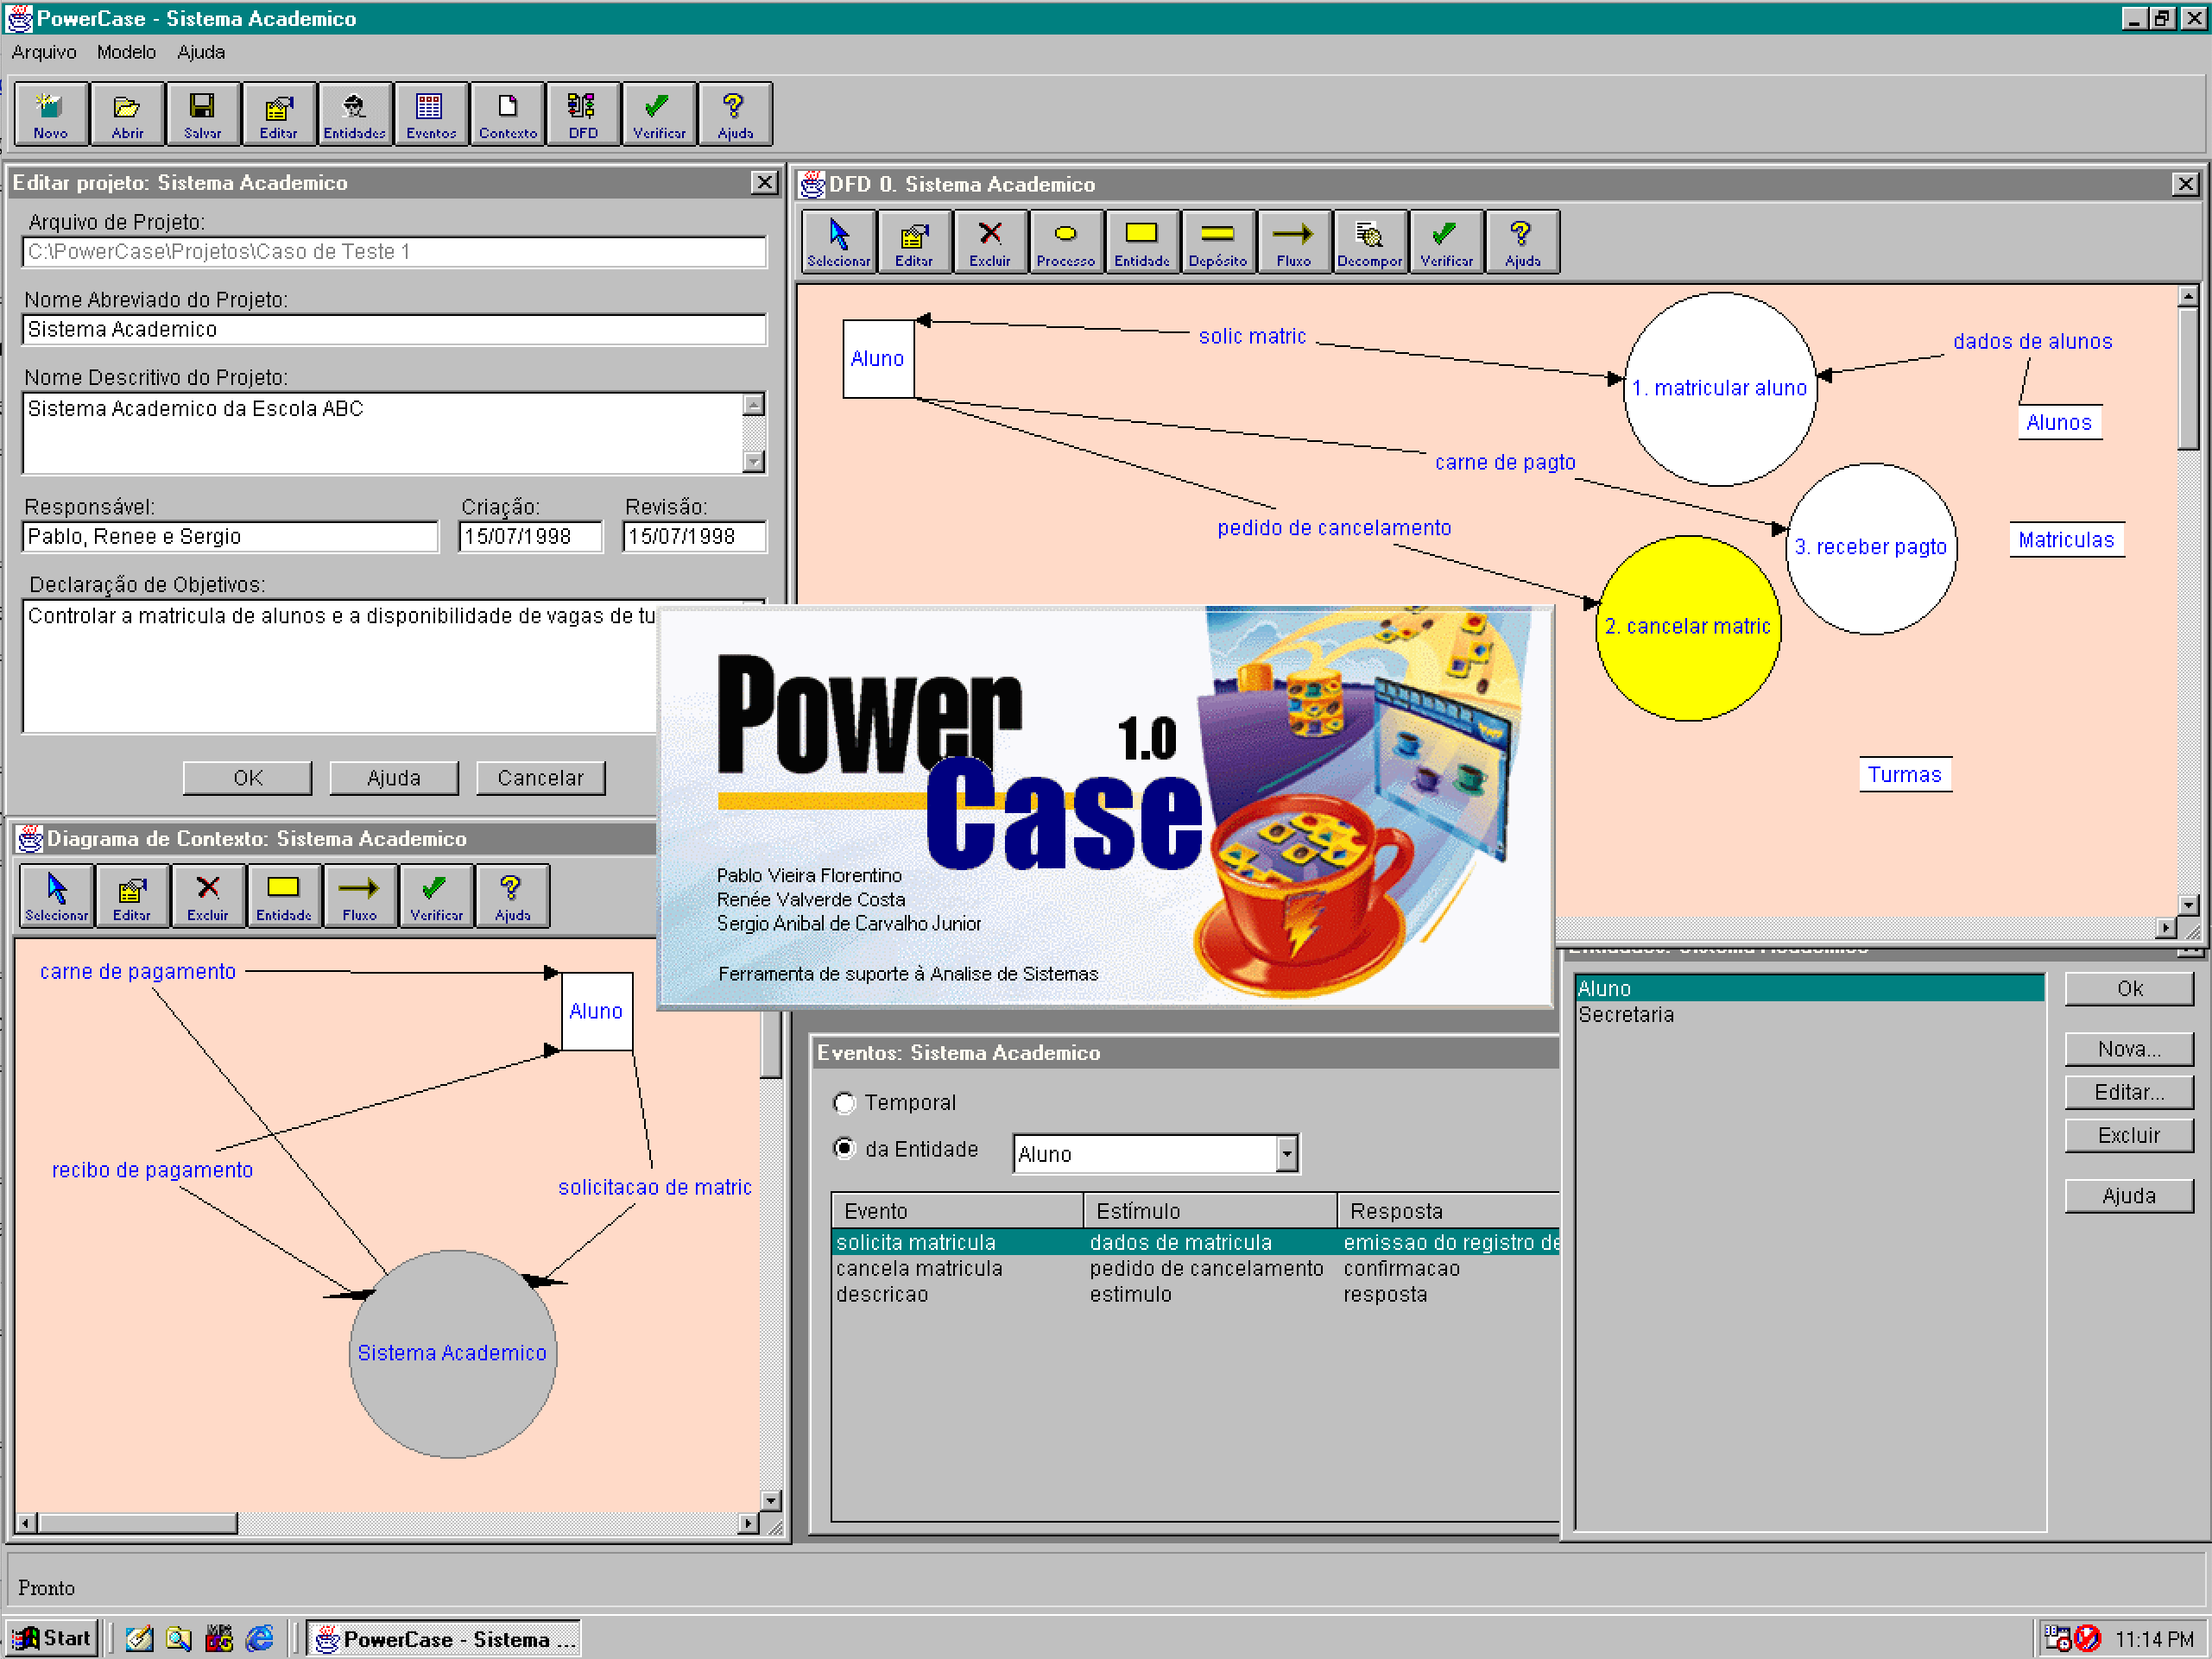 PowerCase - Sistema Academico
Arquivo Modelo Ajuda
Novo Abrir Salvar Editar Entidades Eventos Contexto DFD Verificar Ajuda
Editar projeto: Sistema Academico
Arquivo de Projeto:
C:\PowerCase\Projetos\Caso de Teste 1
Nome Abreviado do Projeto:
Sistema Academico
Nome Descritivo do Projeto:
Sistema Academico da Escola ABC
Responsável: Criação: Revisão:
Pablo, Renee e Sergio 15/07/1998 15/07/1998
Declaração de Objetivos:
Controlar a matricula de alunos e a disponibilidade de vagas de tu
OK Ajuda Cancelar
DFD 0. Sistema Academico
Selecionar Editar Excluir Processo Entidade Depósito Fluxo Decompor Verificar Ajuda
Aluno
solic matric
1. matricular aluno
dados de alunos
Alunos
carne de pagto
pedido de cancelamento
3. receber pagto
Matriculas
2. cancelar matric
Turmas
Power
1.0
Case
Pablo Vieira Florentino
Renée Valverde Costa
Sergio Anibal de Carvalho Junior
Ferramenta de suporte à Analise de Sistemas
Diagrama de Contexto: Sistema Academico
Selecionar Editar Excluir Entidade Fluxo Verificar Ajuda
carne de pagamento
Aluno
recibo de pagamento
solicitacao de matric
Sistema Academico
Eventos: Sistema Academico
Temporal
da Entidade Aluno
Evento Estímulo Resposta
solicita matricula dados de matricula emissao do registro de
cancela matricula pedido de cancelamento confirmacao
descricao estimulo resposta
Entidades: Sistema Academico
Aluno
Secretaria
Ok
Nova...
Editar...
Excluir
Ajuda
Pronto
Start PowerCase - Sistema ... 11:14 PM